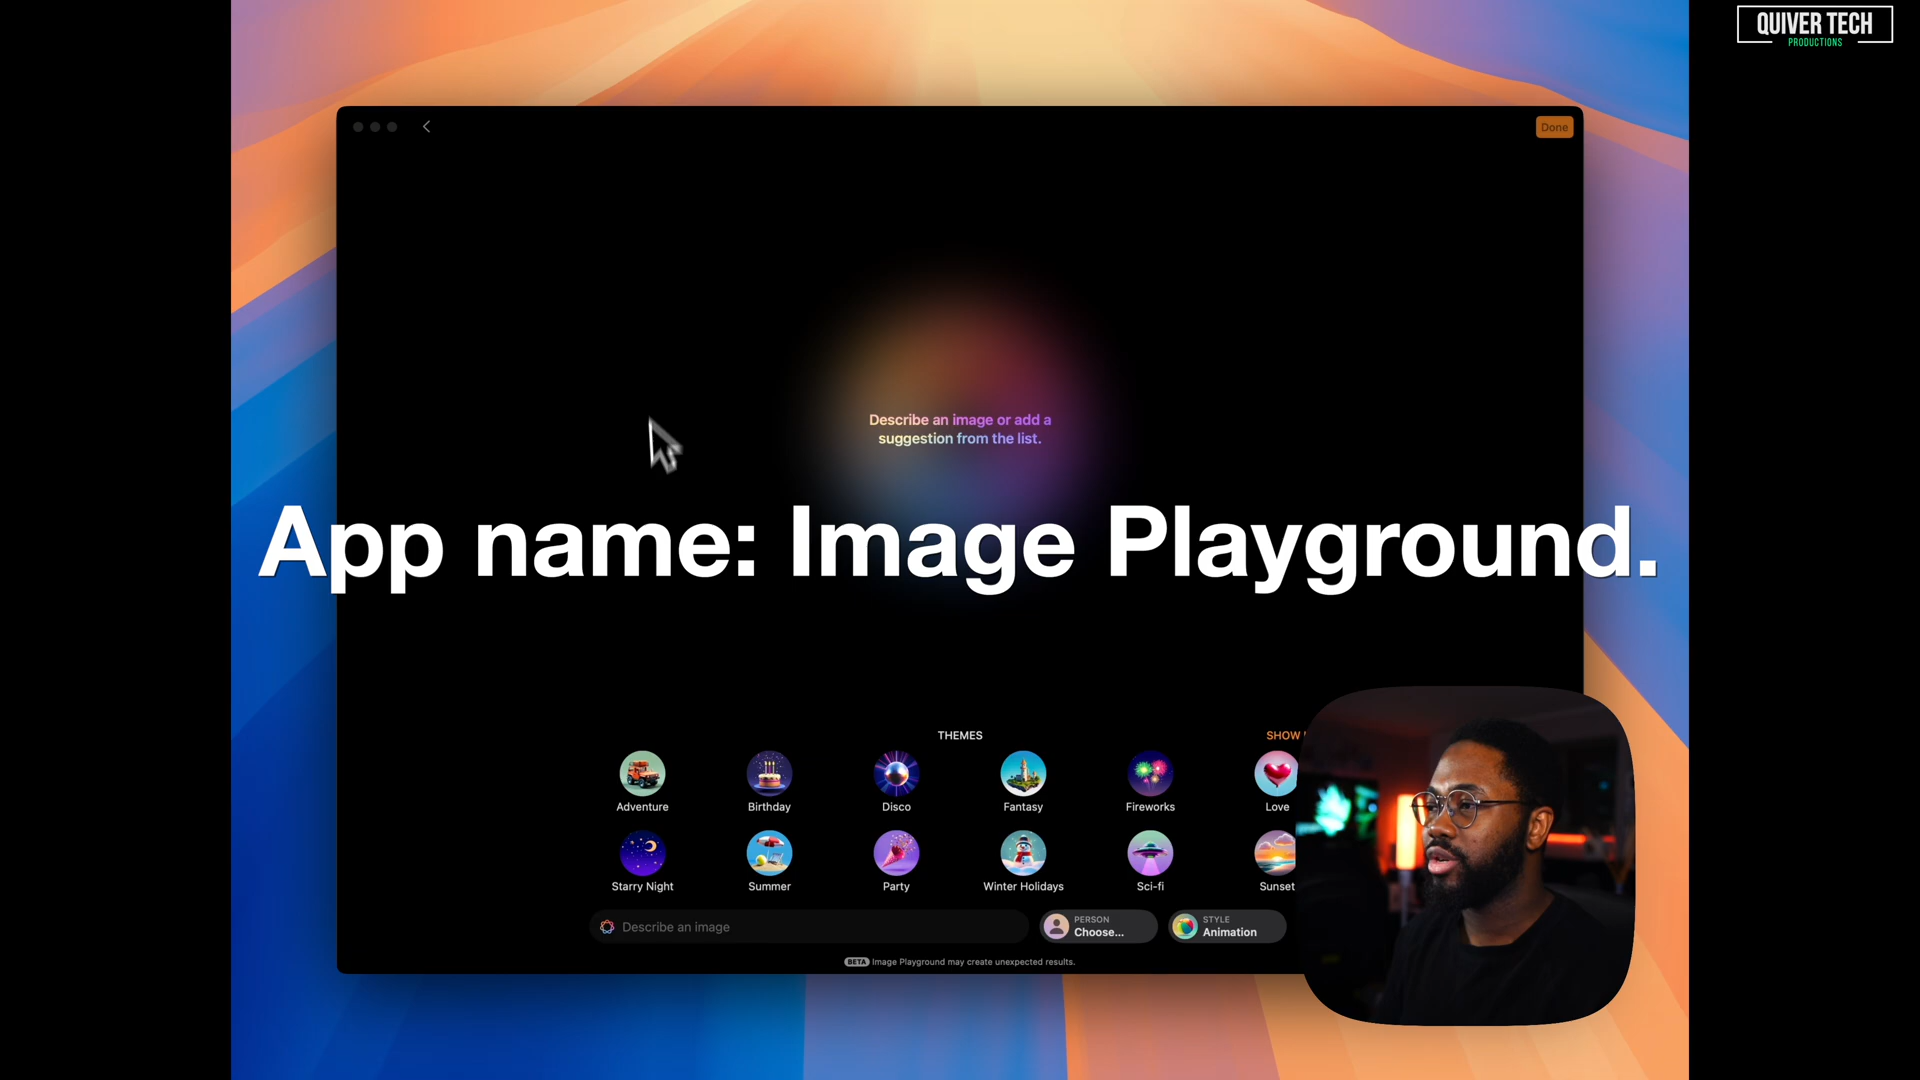 QUIVER TECH
PRODUCTIONS
Done
Describe an image or add a
suggestion from the list.
App name: Image Playground.
THEMES
SHOW
Adventure
Birthday
Disco
Fantasy
Fireworks
Love
Starry Night
Summer
Party
Winter Holidays
Sci-fi
Sunset
Describe an image
PERSON
Choose...
STYLE
Animation
BETA Image Playground may create unexpected results.